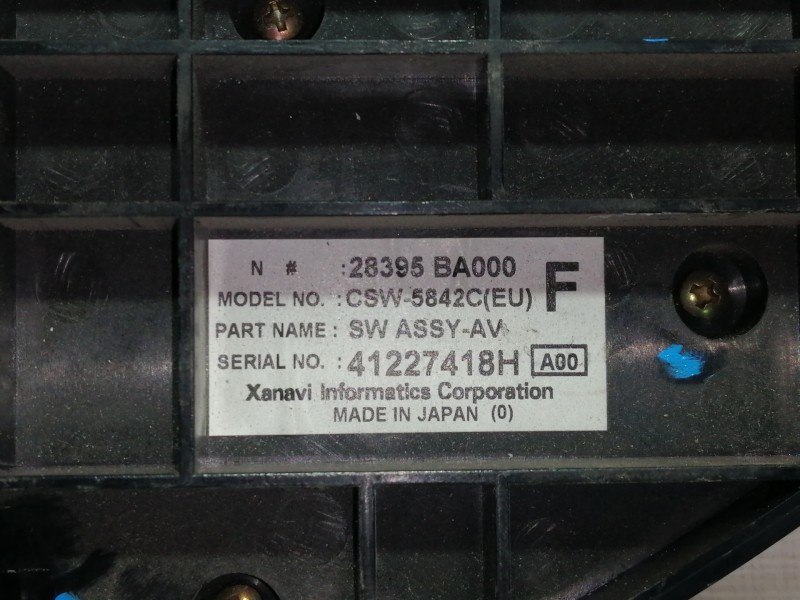 N # : 28395 BA000
F
MODEL NO. : CSW-5842C(EU)
PART NAME : SW ASSY-AV
SERIAL NO. : 41227418H A00
Xanavi Informatics Corporation
MADE IN JAPAN (0)